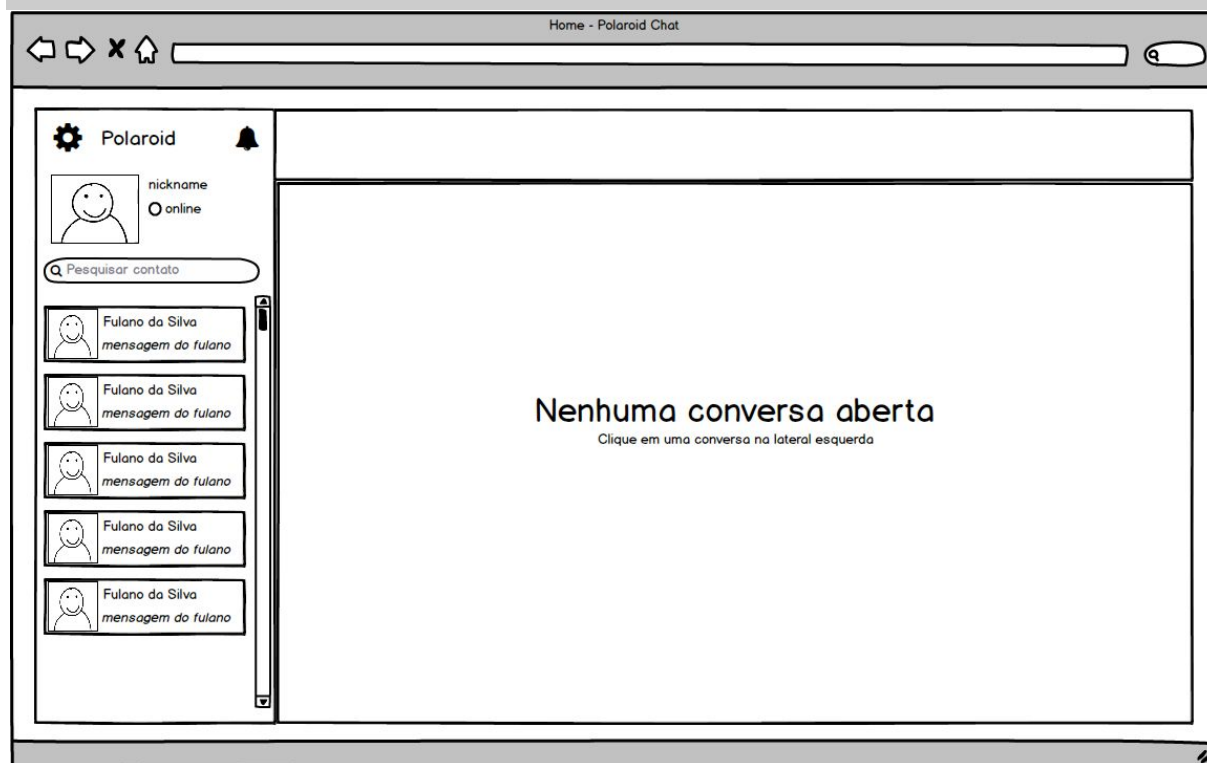 Home - Polaroid Chat
Polaroid
nickname
online
Pesquisar contato
Fulano da Silva
mensagem do fulano
Fulano da Silva
mensagem do fulano
Fulano da Silva
mensagem do fulano
Fulano da Silva
mensagem do fulano
Fulano da Silva
mensagem do fulano
Nenhuma conversa aberta
Clique em uma conversa na lateral esquerda